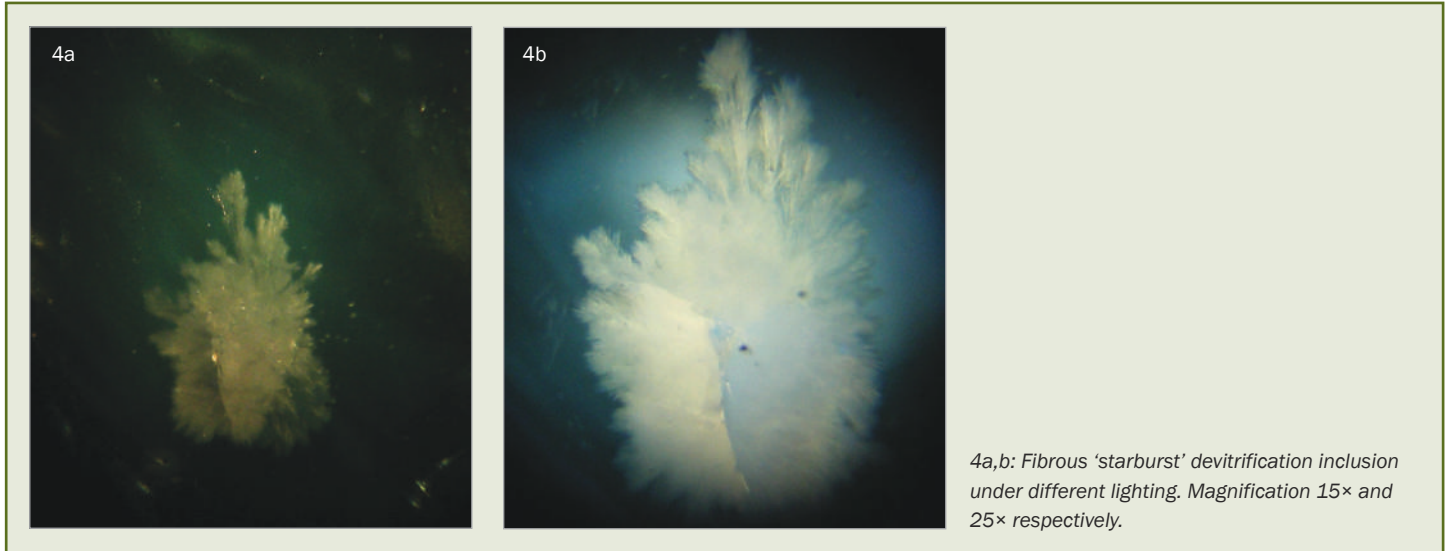 4a
4b
4a,b: Fibrous ‘starburst’ devitrification inclusion
under different lighting. Magnification 15× and
25× respectively.